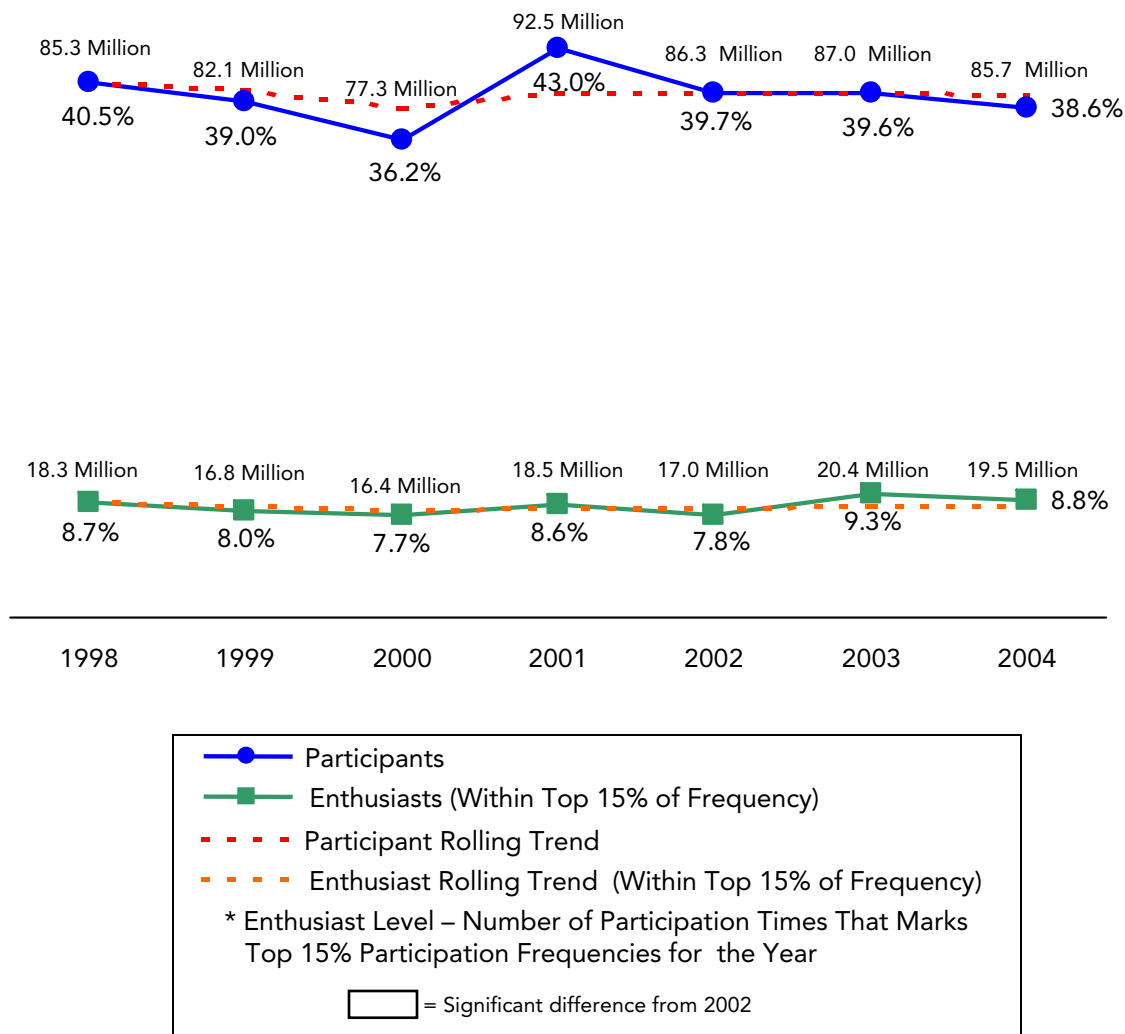 92.5 Million
85.3 Million
86.3 Million
87.0 Million
82.1 Million
85.7 Million
77.3 Million
43.0%
38.6%
40.5%
39.0%
39.7%
39.6%
36.2%
18.3 Million
16.8 Million
18.5 Million
17.0 Million
20.4 Million
19.5 Million
16.4 Million
8.8%
8.7%
8.0%
7.7%
8.6%
7.8%
9.3%
1998 1999 2000 2001 2002 2003 2004
Participants
Enthusiasts (Within Top 15% of Frequency)
Participant Rolling Trend
Enthusiast Rolling Trend (Within Top 15% of Frequency)
* Enthusiast Level – Number of Participation Times That Marks
Top 15% Participation Frequencies for the Year
= Significant difference from 2002